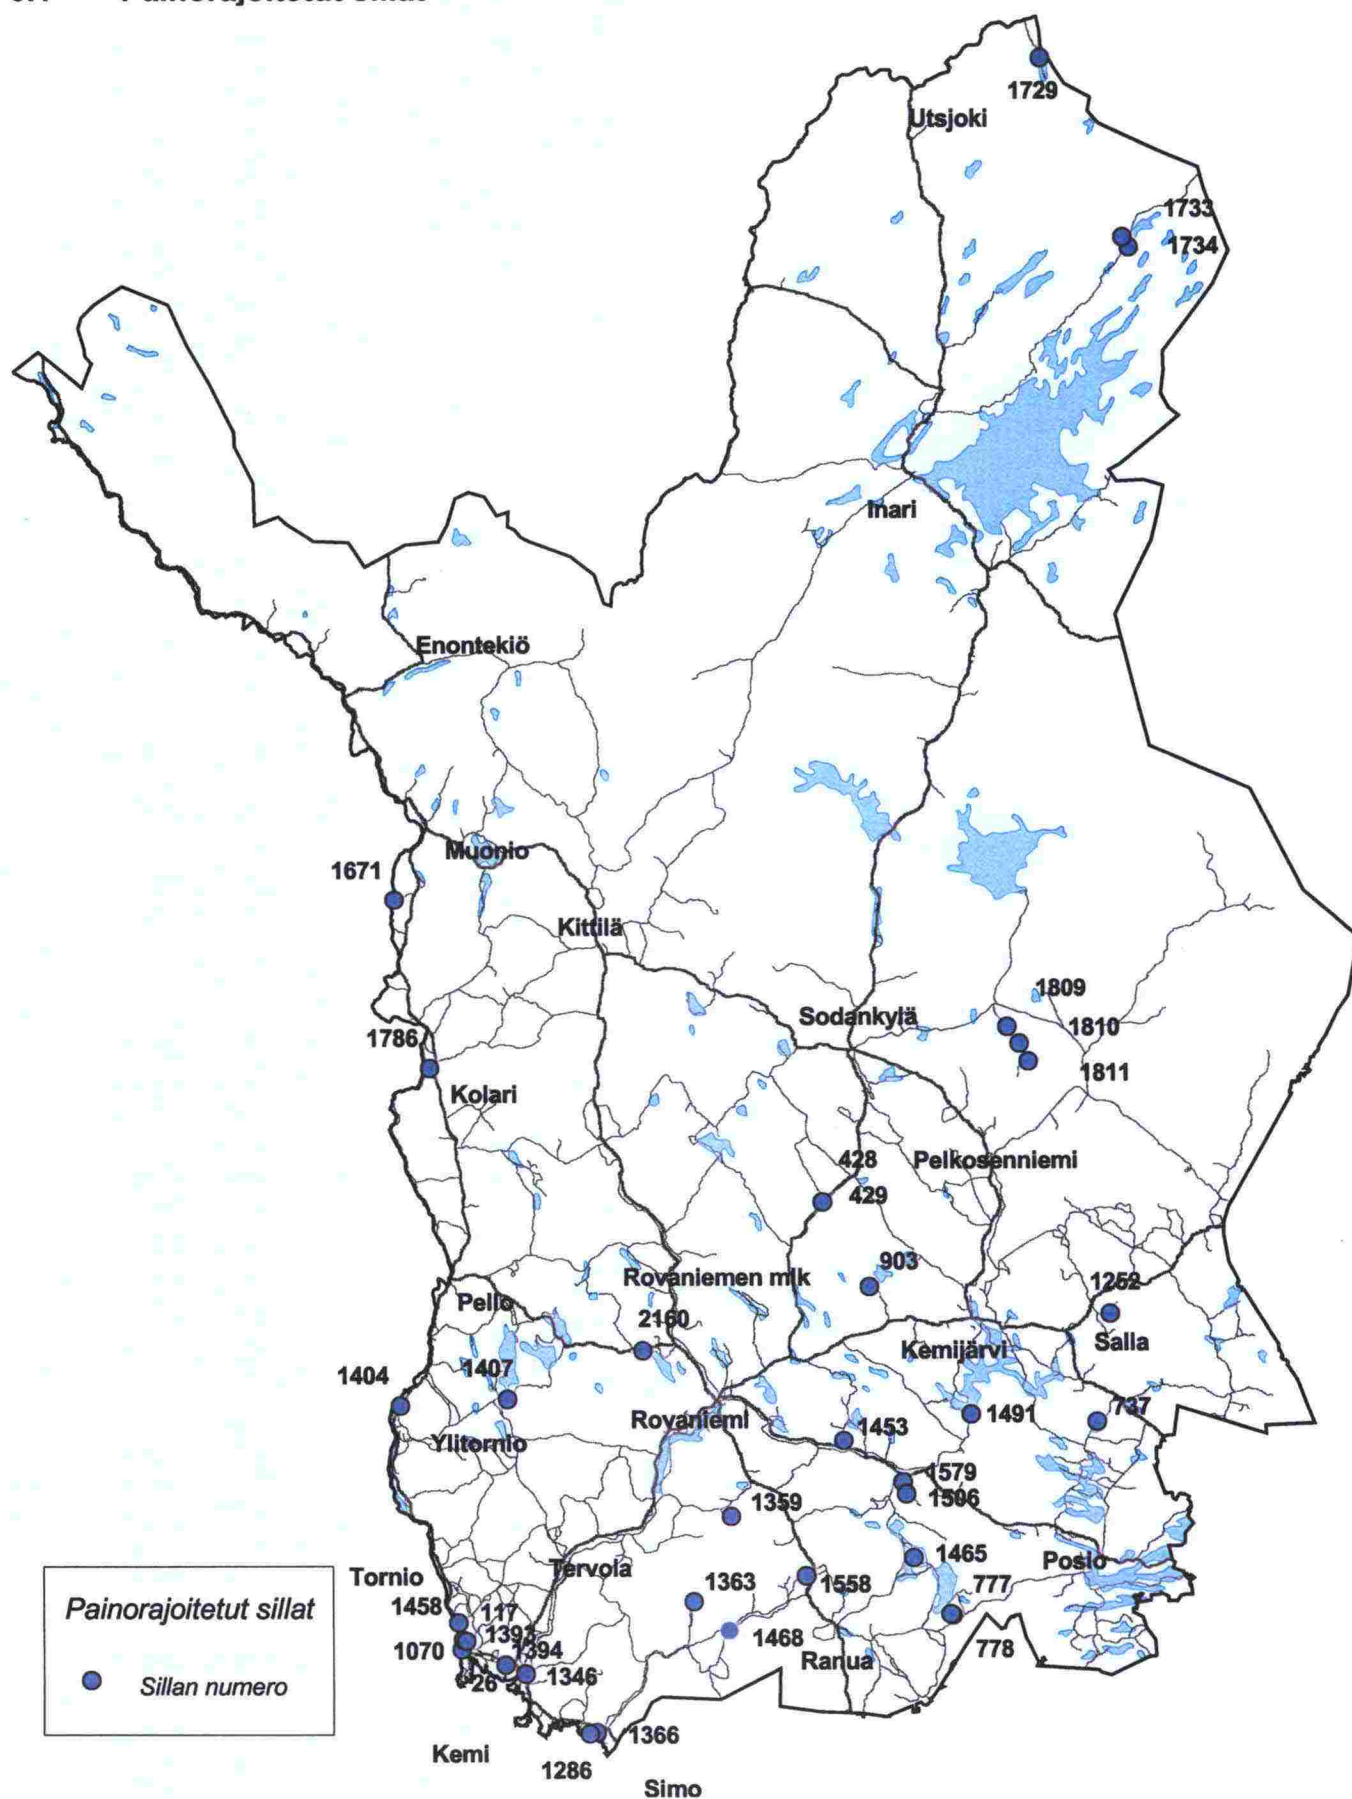 1729
Utsjoki
1733
1734
Inari
Enontekiö
Muonio
1671
Kittilä
1809
Sodankylä
1810
1786
1811
Kolari
428
Pelkosenniemi
429
903
Rovaniemen mlk
1252
Pello
2160
Salla
Kemijärvi
1407
1404
737
1491
Rovaniemi
1453
Ylitornio
1579
1506
1359
1465
Posio
Tervola
Tornio
1363
1558
777
1458
117
Painorajoitetut sillat
1393
1468
1070
1394
778
Ranua
26
1346
Sillan numero
1366
Kemi
1286
Simo